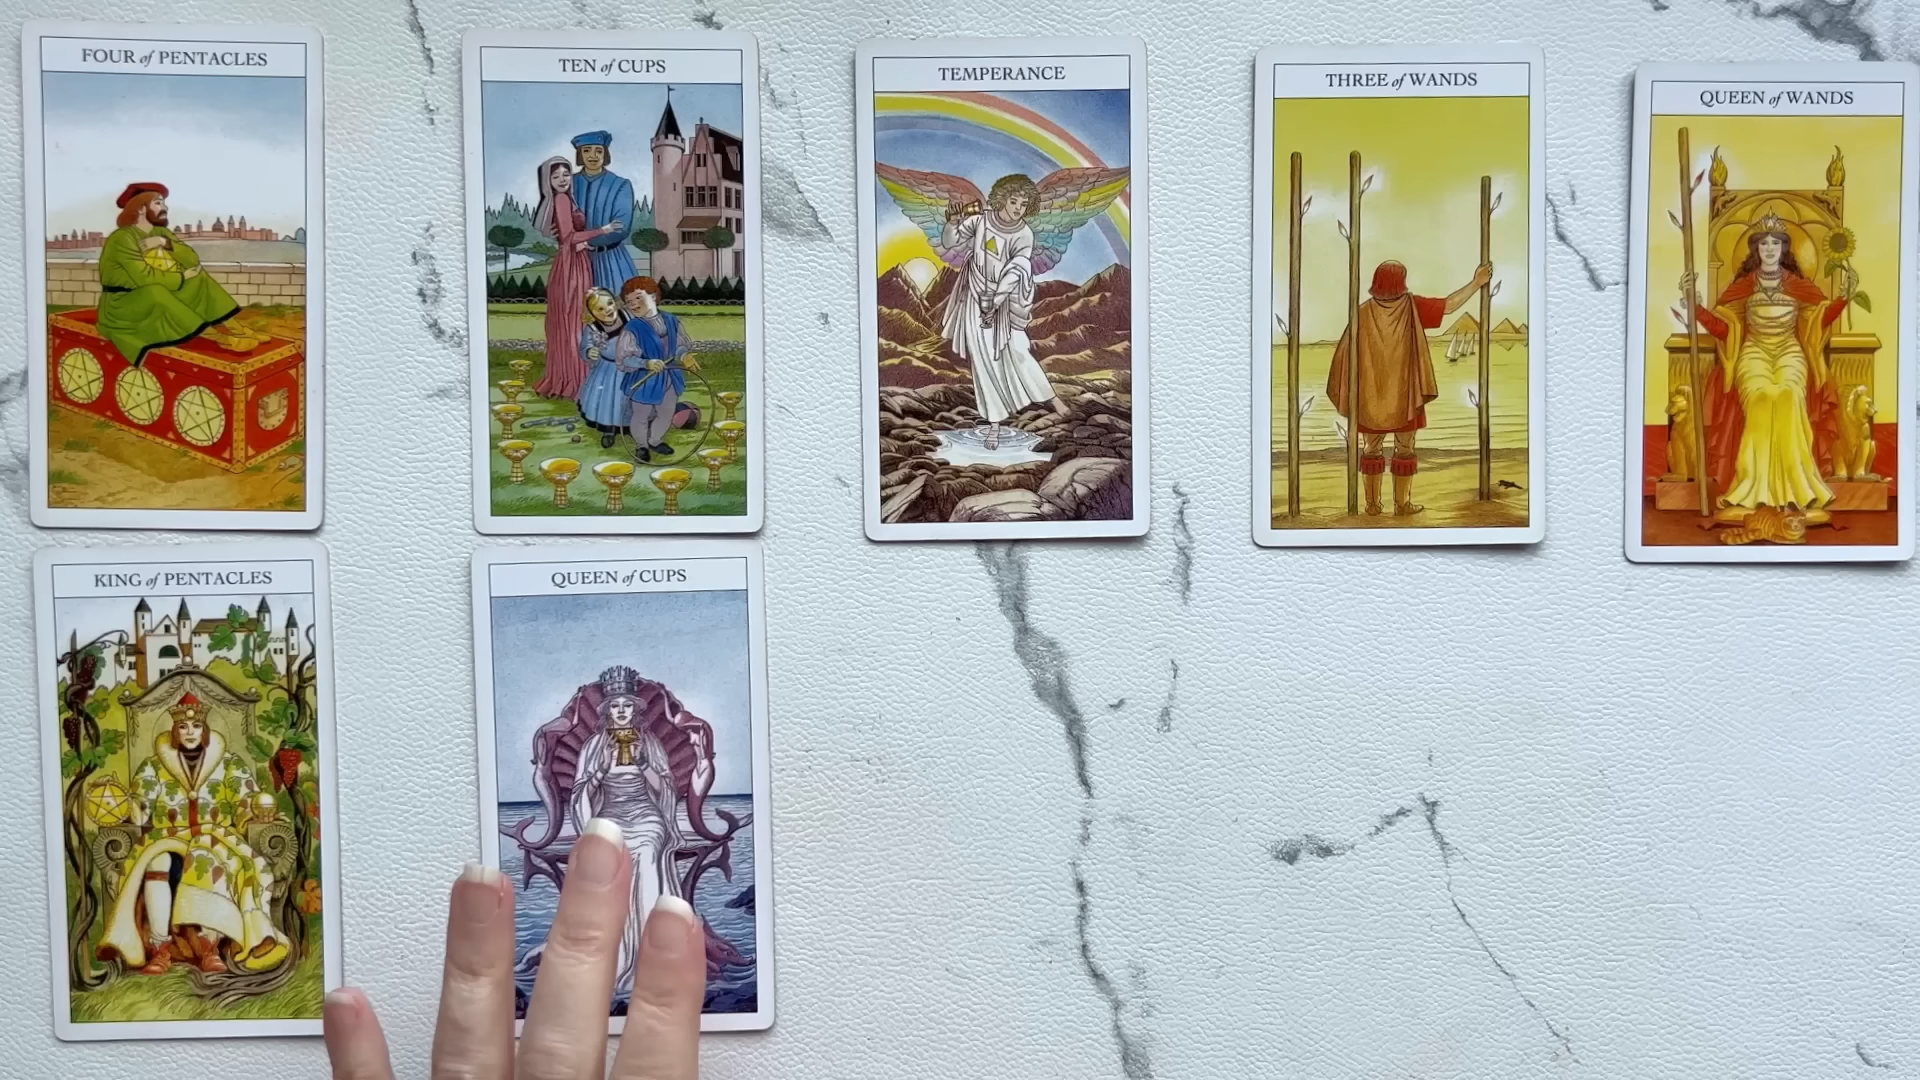 FOUR of PENTACLES
TEN of CUPS
TEMPERANCE
THREE of WANDS
QUEEN of WANDS
KING of PENTACLES
QUEEN of CUPS